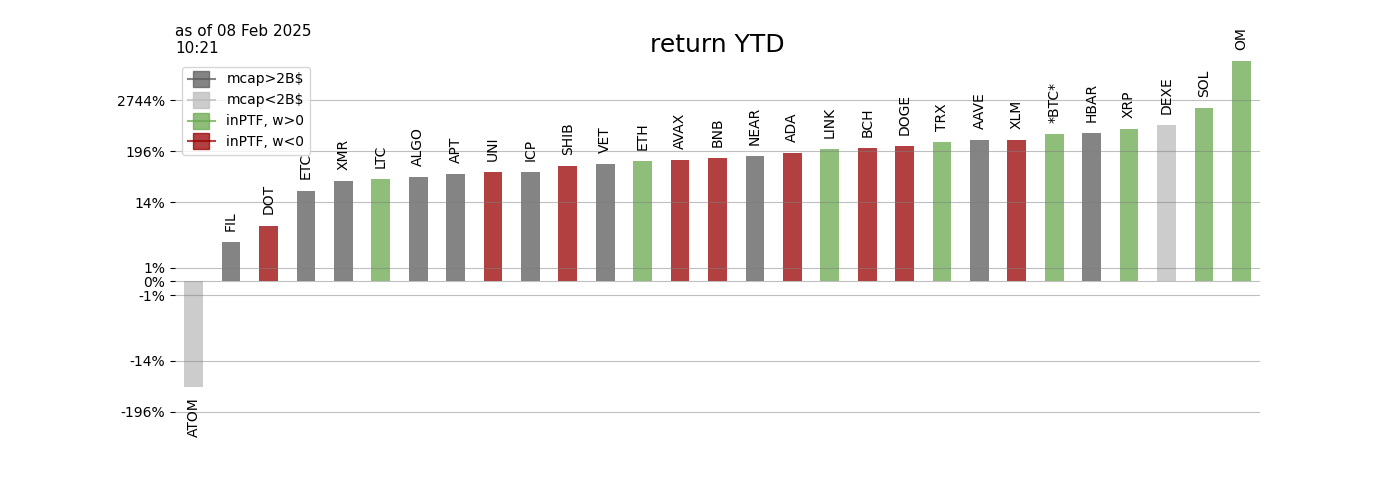 as of 08 Feb 2025
10:21
return YTD
mcap>2B$
mcap<2B$
inPTF, w>0
inPTF, w<0
2744%
196%
14%
1%
0%
-1%
-14%
-196%
ATOM
FIL
DOT
ETC
XMR
LTC
ALGO
APT
UNI
ICP
SHIB
VET
ETH
AVAX
BNB
NEAR
ADA
LINK
BCH
DOGE
TRX
AAVE
XLM
*BTC*
HBAR
XRP
DEXE
SOL
OM